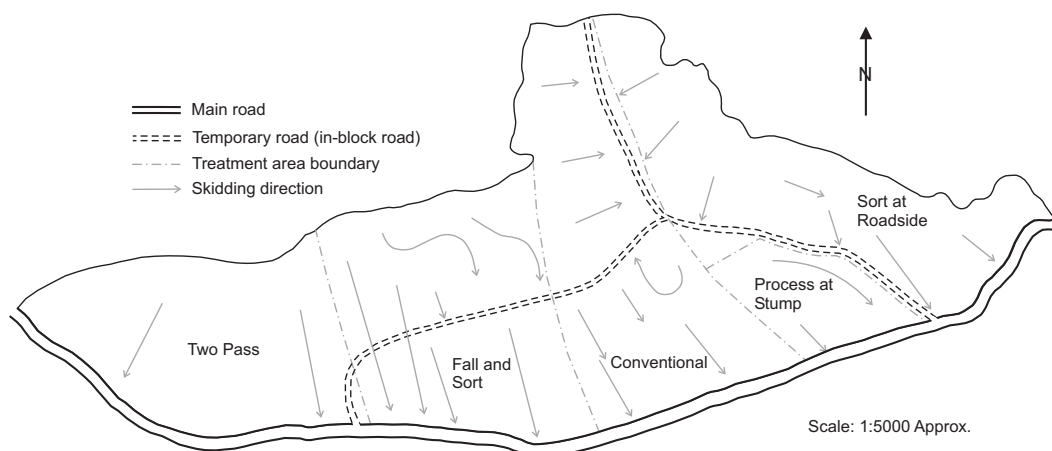 N
Main road
Temporary road (in-block road)
Treatment area boundary
Skidding direction
Sort at
Roadside
Process at
Stump
Two Pass
Fall and
Sort
Conventional
Scale: 1:5000 Approx.